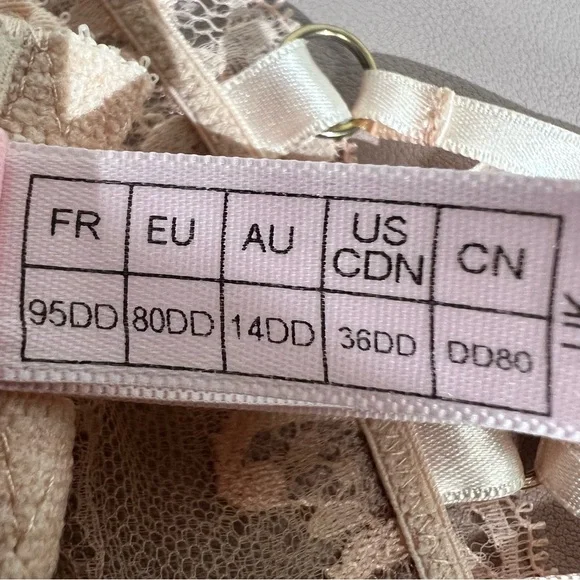 FR EU AU US CDN CN
95DD 80DD 14DD 36DD DD80